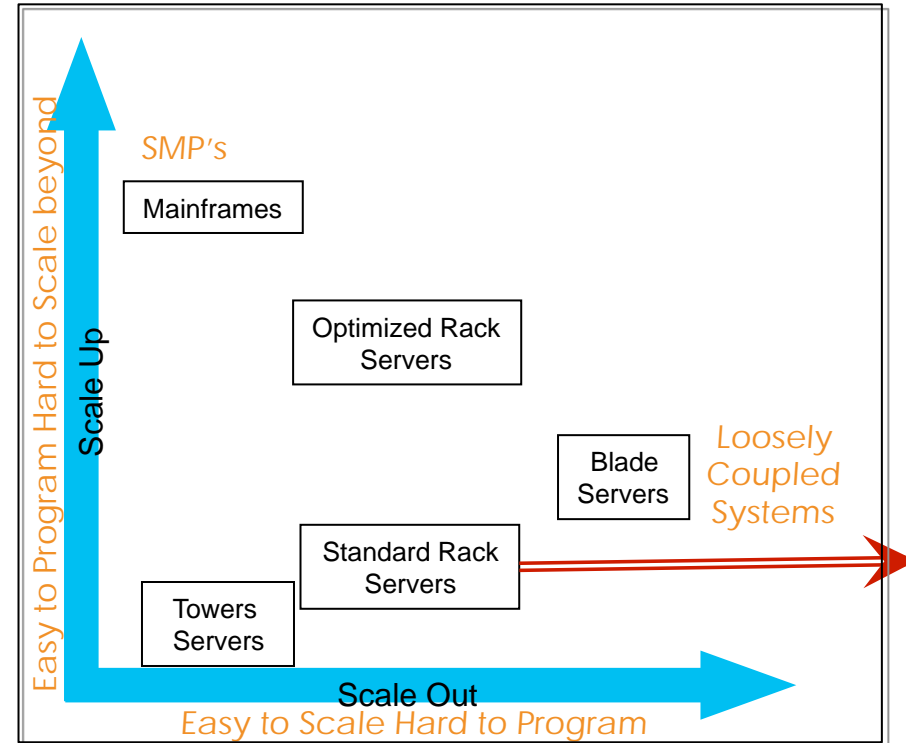 Easy to Program Hard to Scale beyond
Scale Up
SMP's
Mainframes
Optimized Rack
Servers
Blade
Servers
Loosely
Coupled
Systems
Standard Rack
Servers
Towers
Servers
Scale Out
Easy to Scale Hard to Program